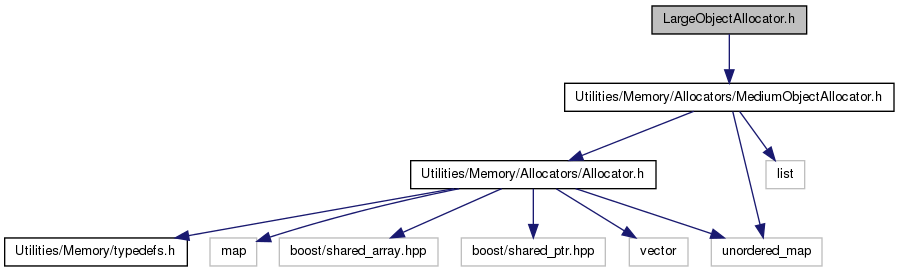 LargeObjectAllocator.h
Utilities/Memory/Allocators/MediumObjectAllocator.h
Utilities/Memory/Allocators/Allocator.h
list
Utilities/Memory/typedefs.h
map
boost/shared_array.hpp
boost/shared_ptr.hpp
vector
unordered_map